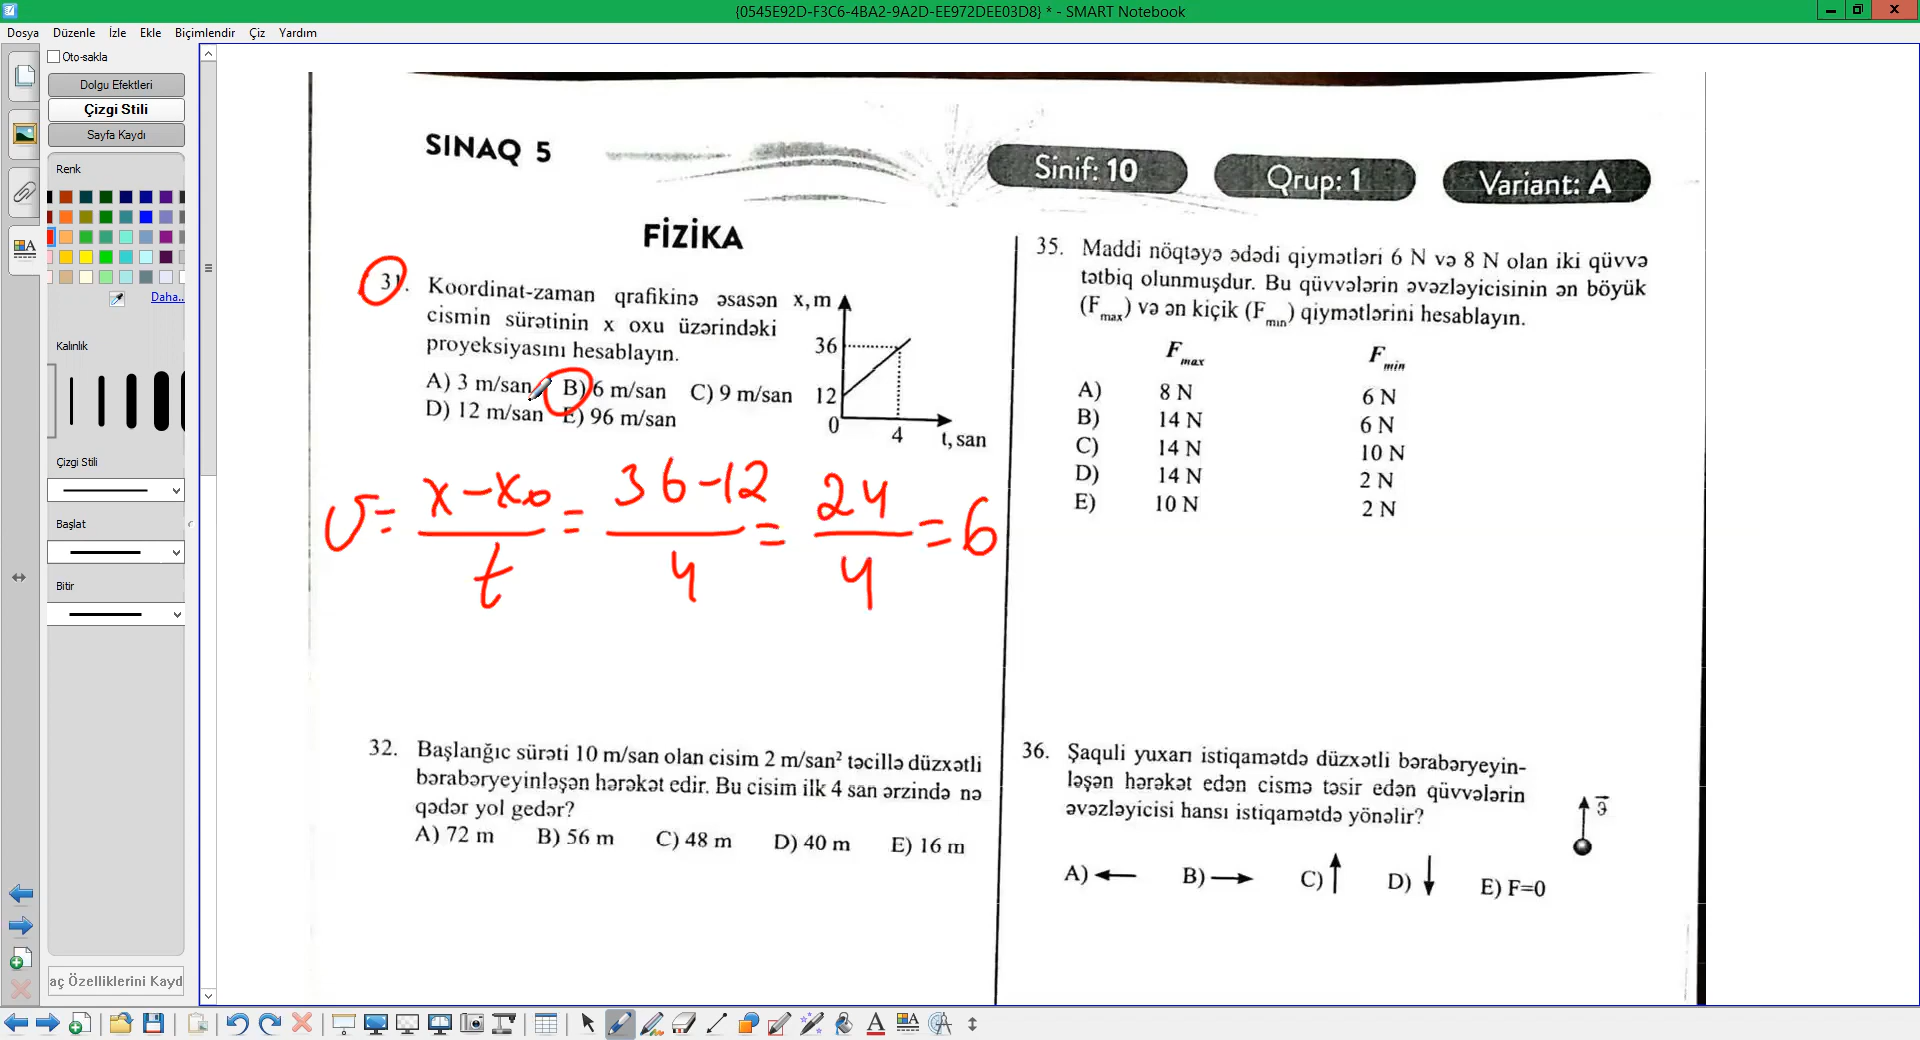 {0545E92D-F3C6-4BA2-9A2D-EE972DEE03D8} * - SMART Notebook
Dosya Düzenle İzle Ekle Biçimlendir Çiz Yardım
Oto-sakla
Dolgu Efektleri
Çizgi Stili
Sayfa Kaydı
Renk
Daha..
Kalınlık
Çizgi Stili
Başlat
Bitir
aç Özelliklerini Kayd
SINAQ 5
Sinif: 10 Qrup: 1 Variant: A
FİZİKA
31. Koordinat-zaman qrafikinə əsasən
cismin sürətinin x oxu üzərindəki
proyeksiyasını hesablayın.
A) 3 m/san B) 6 m/san C) 9 m/san
D) 12 m/san E) 96 m/san
x, m
36
12
0
4
t, san
v = x - x₀ / t = 36 - 12 / 4 = 24 / 4 = 6
32. Başlanğıc sürəti 10 m/san olan cisim 2 m/san² təcillə düzxətli
bərabəryeyinləşən hərəkət edir. Bu cisim ilk 4 san ərzində nə
qədər yol gedər?
A) 72 m B) 56 m C) 48 m D) 40 m E) 16 m
35. Maddi nöqtəyə ədədi qiymətləri 6 N və 8 N olan iki qüvvə
tətbiq olunmuşdur. Bu qüvvələrin əvəzləyicisinin ən böyük
(Fmax) və ən kiçik (Fmin) qiymətlərini hesablayın.
Fmax Fmin
A) 8 N 6 N
B) 14 N 6 N
C) 14 N 10 N
D) 14 N 2 N
E) 10 N 2 N
36. Şaquli yuxarı istiqamətdə düzxətli bərabəryeyin-
ləşən hərəkət edən cismə təsir edən qüvvələrin
əvəzləyicisi hansı istiqamətdə yönəlir?
A) ← B) → C) ↑ D) ↓ E) F=0